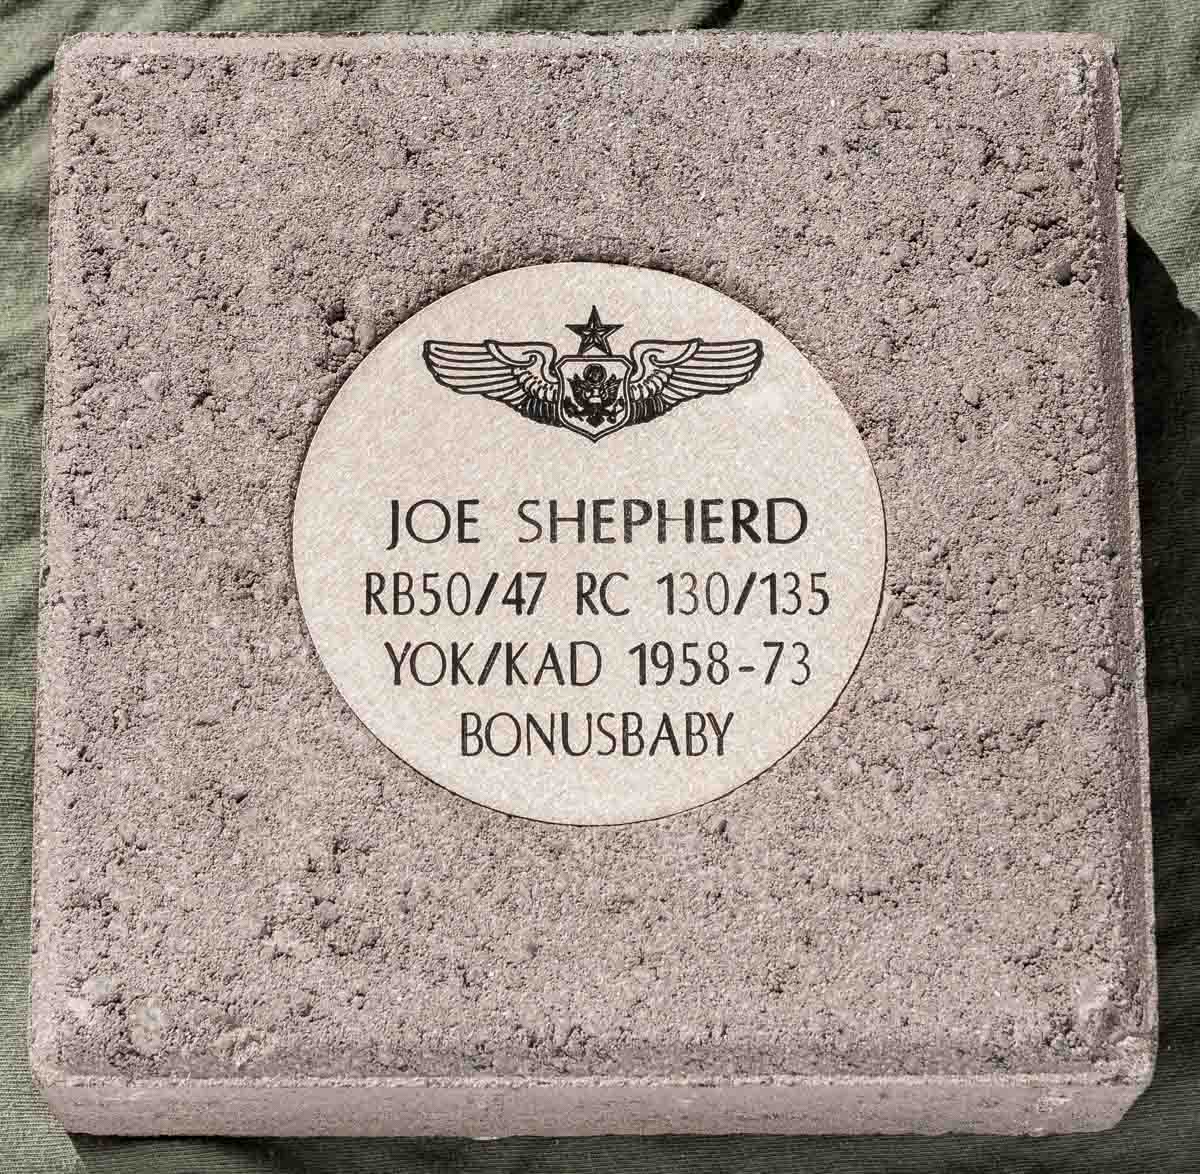 JOE SHEPHERD
RB50/47 RC 130/135
YOK/KAD 1958-73
BONUSBABY